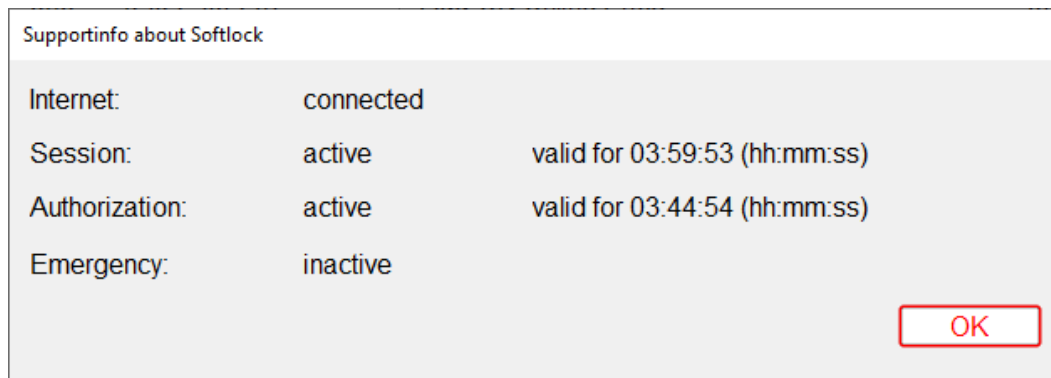 Supportinfo about Softlock
Internet: connected
Session: active valid for 03:59:53 (hh:mm:ss)
Authorization: active valid for 03:44:54 (hh:mm:ss)
Emergency: inactive
OK